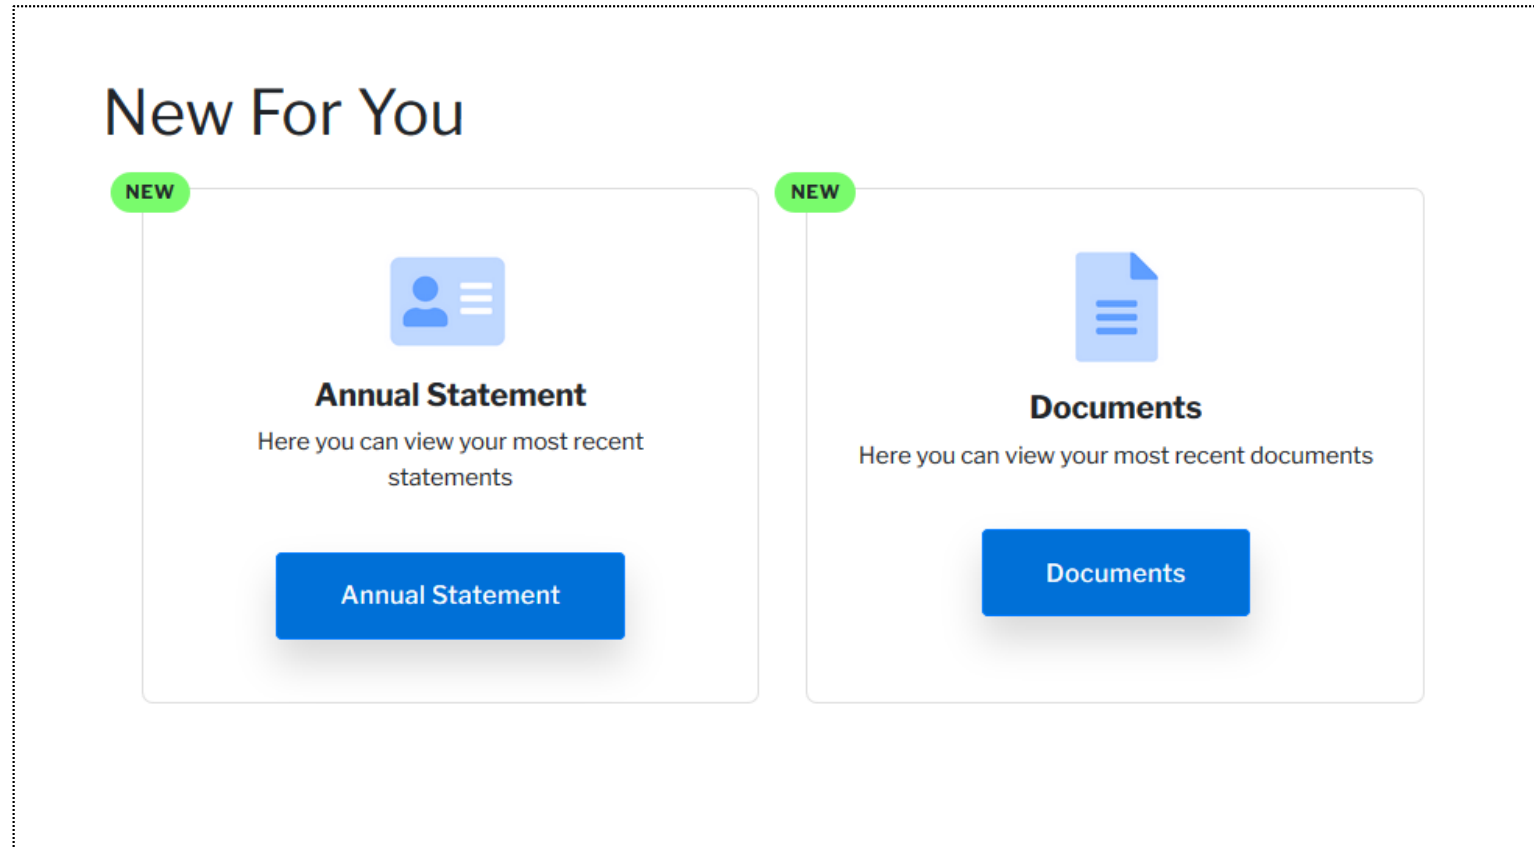 New For You
NEW
Annual Statement
Here you can view your most recent
statements
Annual Statement
NEW
Documents
Here you can view your most recent documents
Documents